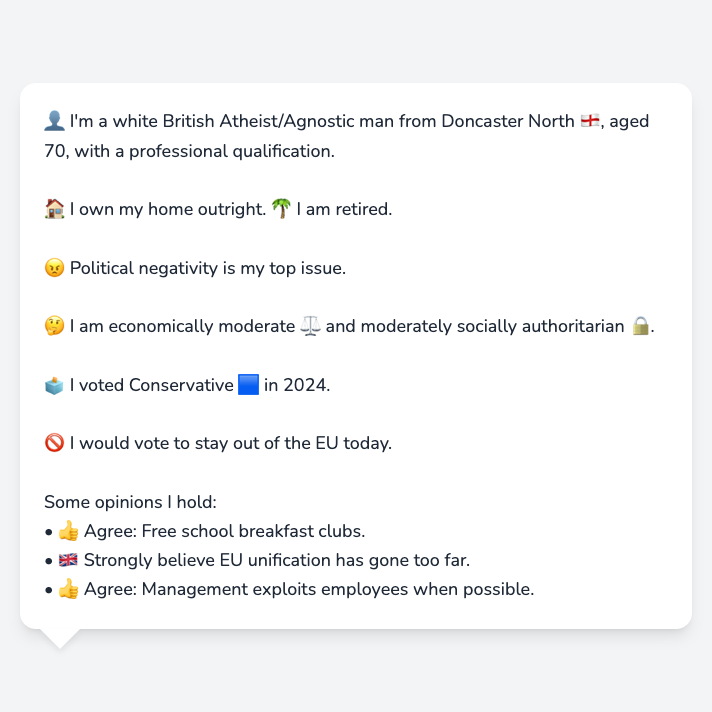 👤 I'm a white British Atheist/Agnostic man from Doncaster North 🏴󠁧󠁢󠁥󠁮󠁧󠁿, aged
70, with a professional qualification.
🏠 I own my home outright. 🌴 I am retired.
😠 Political negativity is my top issue.
🤔 I am economically moderate ⚖️ and moderately socially authoritarian 🔒.
🗳️ I voted Conservative 🟦 in 2024.
🚫 I would vote to stay out of the EU today.
Some opinions I hold:
• 👍 Agree: Free school breakfast clubs.
• 🇬🇧 Strongly believe EU unification has gone too far.
• 👍 Agree: Management exploits employees when possible.